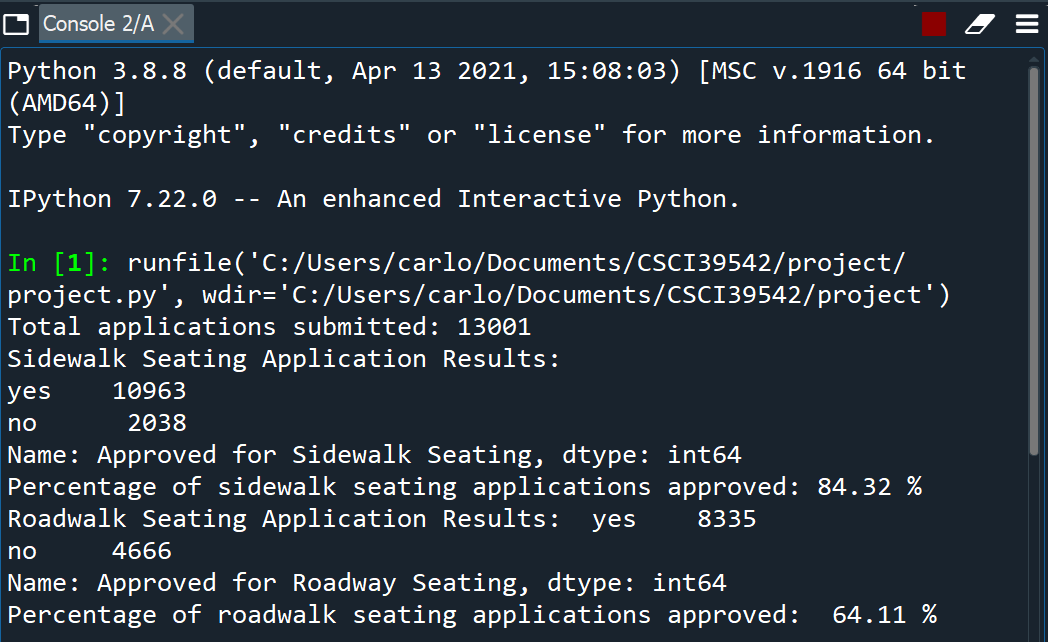 Console 2/A
Python 3.8.8 (default, Apr 13 2021, 15:08:03) [MSC v.1916 64 bit
(AMD64)]
Type "copyright", "credits" or "license" for more information.
IPython 7.22.0 -- An enhanced Interactive Python.
In [1]: runfile('C:/Users/carlo/Documents/CSCI39542/project/
project.py', wdir='C:/Users/carlo/Documents/CSCI39542/project')
Total applications submitted: 13001
Sidewalk Seating Application Results:
yes    10963
no      2038
Name: Approved for Sidewalk Seating, dtype: int64
Percentage of sidewalk seating applications approved: 84.32 %
Roadwalk Seating Application Results:  yes    8335
no     4666
Name: Approved for Roadway Seating, dtype: int64
Percentage of roadwalk seating applications approved:  64.11 %